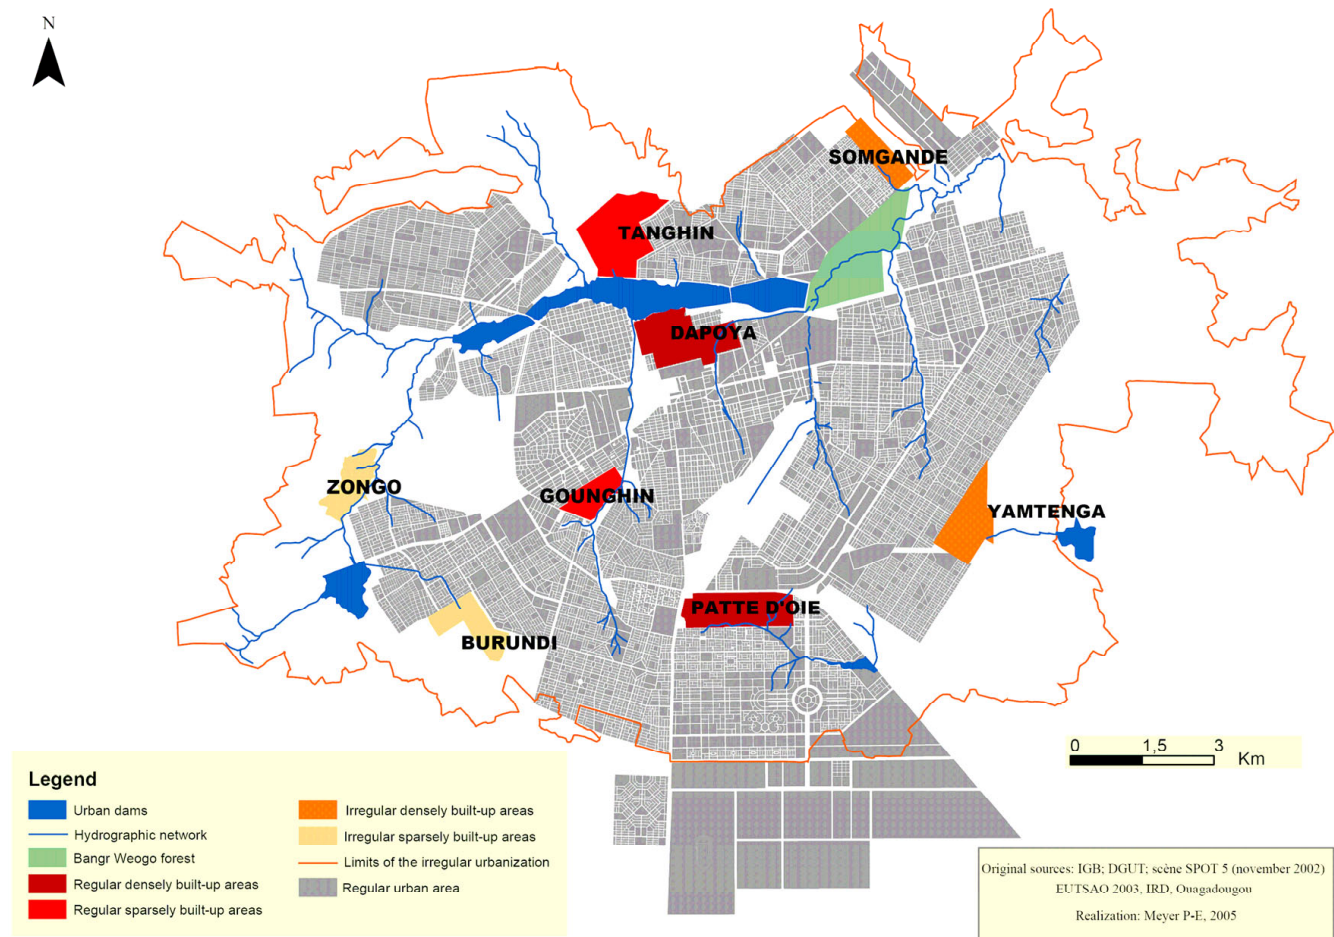 N
SOMGANDE
TANGHIN
DAPOYA
ZONGO
GOUNGHIN
YAMTENGA
PATTE D'OIE
BURUNDI
0 1,5 3
Km
Legend
Urban dams
Hydrographic network
Bangr Weogo forest
Regular densely built-up areas
Regular sparsely built-up areas
Irregular densely built-up areas
Irregular sparsely built-up areas
Limits of the irregular urbanization
Regular urban area
Original sources: IGB; DGUT; scène SPOT 5 (november 2002)
EUTSAO 2003, IRD, Ouagadougou
Realization: Meyer P-E, 2005